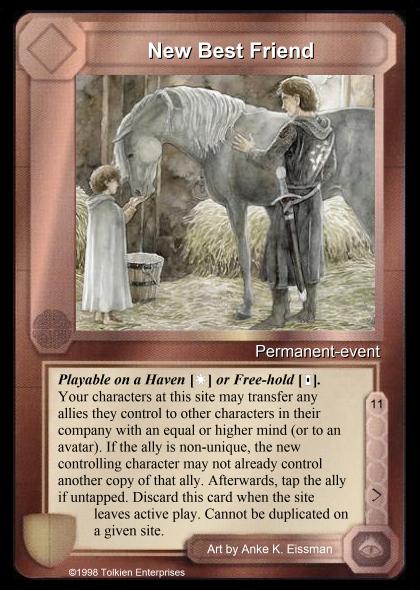 New Best Friend
Permanent-event
Playable on a Haven [☼] or Free-hold [▯].
Your characters at this site may transfer any
allies they control to other characters in their
company with an equal or higher mind (or to an
avatar). If the ally is non-unique, the new
controlling character may not already control
another copy of that ally. Afterwards, tap the ally
if untapped. Discard this card when the site
leaves active play. Cannot be duplicated on
a given site.
11
Art by Anke K. Eissman
©1998 Tolkien Enterprises